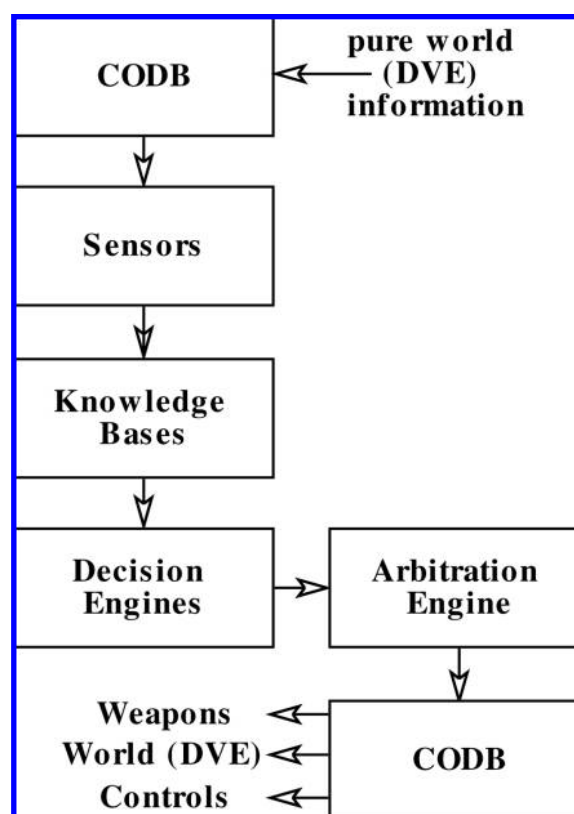 CODB
pure world
(DVE)
information
Sensors
Knowledge
Bases
Decision
Engines
Arbitration
Engine
Weapons
World (DVE)
Controls
CODB